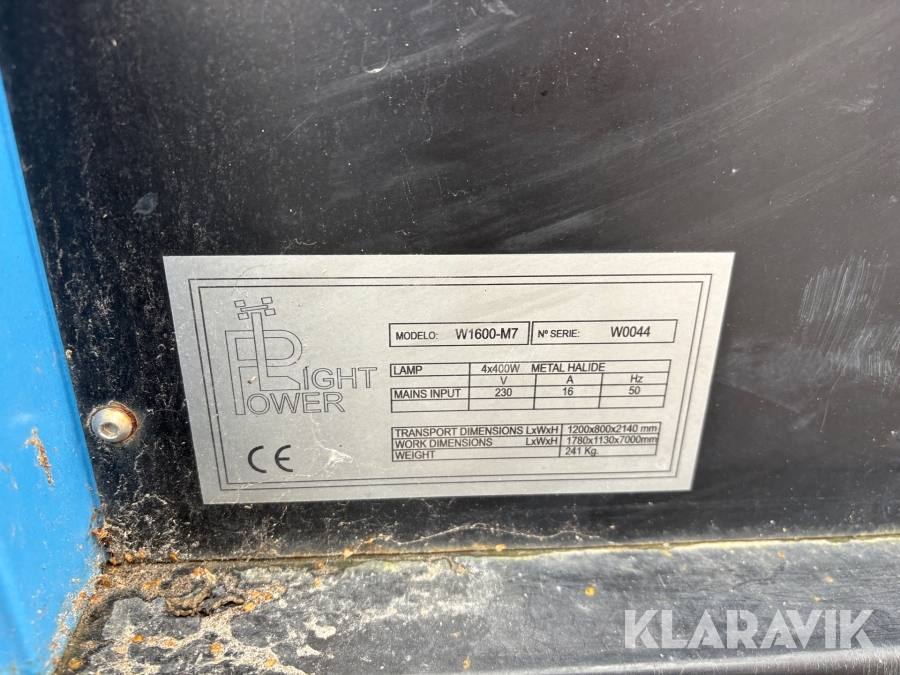 LIGHT
TOWER
MODELO: W1600-M7 Nº SERIE: W0044
LAMP 4x400W METAL HALIDE
V A Hz
MAINS INPUT 230 16 50
TRANSPORT DIMENSIONS LxWxH 1200x800x2140 mm
WORK DIMENSIONS LxWxH 1780x1130x7000mm
WEIGHT 241 Kg.
CE
KLARAVIK